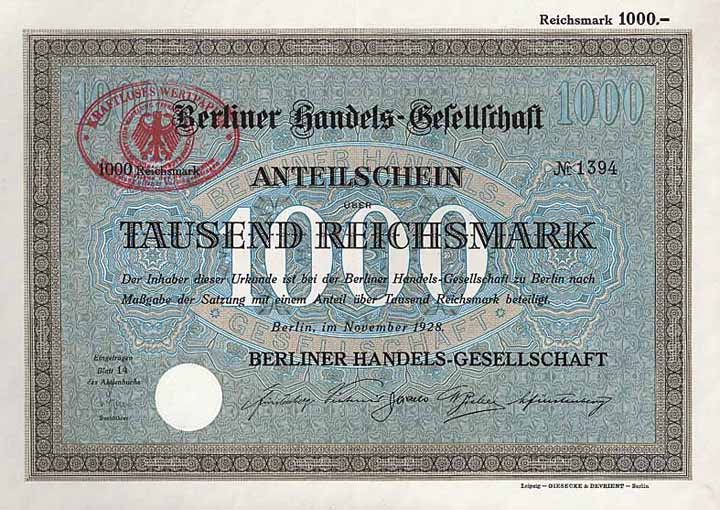 Reichsmark 1000.—
1000 1000
KRAFTLOSES WERTPAPIER
Berliner Handels-Gesellschaft
1000 Reichsmark
№ 1394
BERLINER HANDELS-
ANTEILSCHEIN
ÜBER
1000
TAUSEND REICHSMARK
Der Inhaber dieser Urkunde ist bei der Berliner Handels-Gesellschaft zu Berlin nach
Maßgabe der Satzung mit einem Anteil über Tausend Reichsmark beteiligt.
GESELLSCHAFT
Berlin, im November 1928.
BERLINER HANDELS-GESELLSCHAFT
Eingetragen
Blatt 14
des Aktienbuchs
Buchführer
Leipzig — GIESECKE & DEVRIENT — Berlin